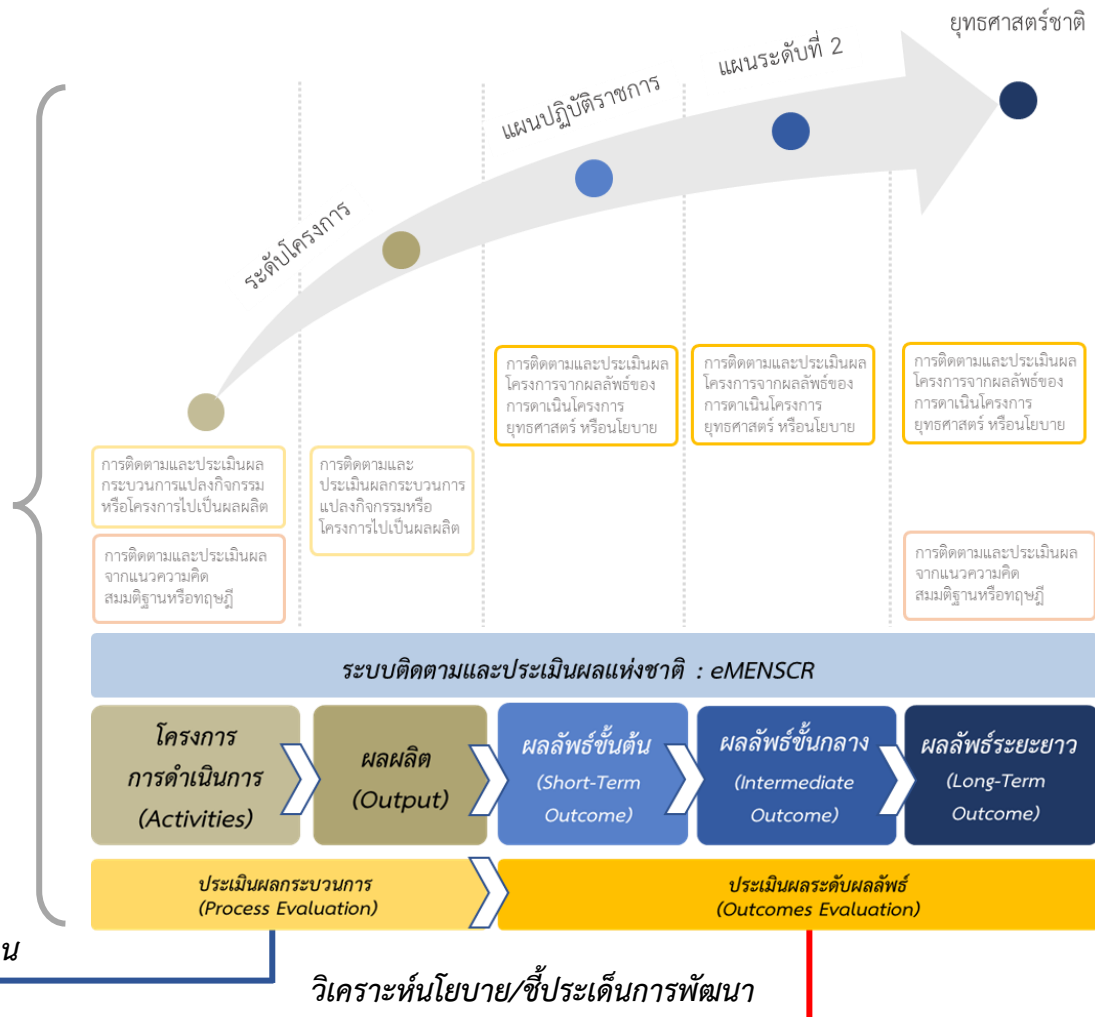 ยุทธศาสตร์ชาติ
แผนระดับที่ 2
แผนปฏิบัติราชการ
ระดับโครงการ
การติดตามและประเมินผล
โครงการจากผลลัพธ์ของ
การดาเนินโครงการ
ยุทธศาสตร์ หรือนโยบาย
การติดตามและประเมินผล
โครงการจากผลลัพธ์ของ
การดาเนินโครงการ
ยุทธศาสตร์ หรือนโยบาย
การติดตามและประเมินผล
โครงการจากผลลัพธ์ของ
การดาเนินโครงการ
ยุทธศาสตร์ หรือนโยบาย
การติดตามและประเมินผล
กระบวนการแปลงกิจกรรม
หรือโครงการไปเป็นผลผลิต
การติดตามและ
ประเมินผลกระบวนการ
แปลงกิจกรรมหรือ
โครงการไปเป็นผลผลิต
การติดตามและประเมินผล
จากแนวความคิด
สมมติฐานหรือทฤษฎี
การติดตามและประเมินผล
จากแนวความคิด
สมมติฐานหรือทฤษฎี
ระบบติดตามและประเมินผลแห่งชาติ : eMENSCR
โครงการ
การดำเนินการ
(Activities)
ผลผลิต
(Output)
ผลลัพธ์ขั้นต้น
(Short-Term
Outcome)
ผลลัพธ์ขั้นกลาง
(Intermediate
Outcome)
ผลลัพธ์ระยะยาว
(Long-Term
Outcome)
ประเมินผลกระบวนการ
(Process Evaluation)
ประเมินผลระดับผลลัพธ์
(Outcomes Evaluation)
น
วิเคราะห์นโยบาย/ชี้ประเด็นการพัฒนา